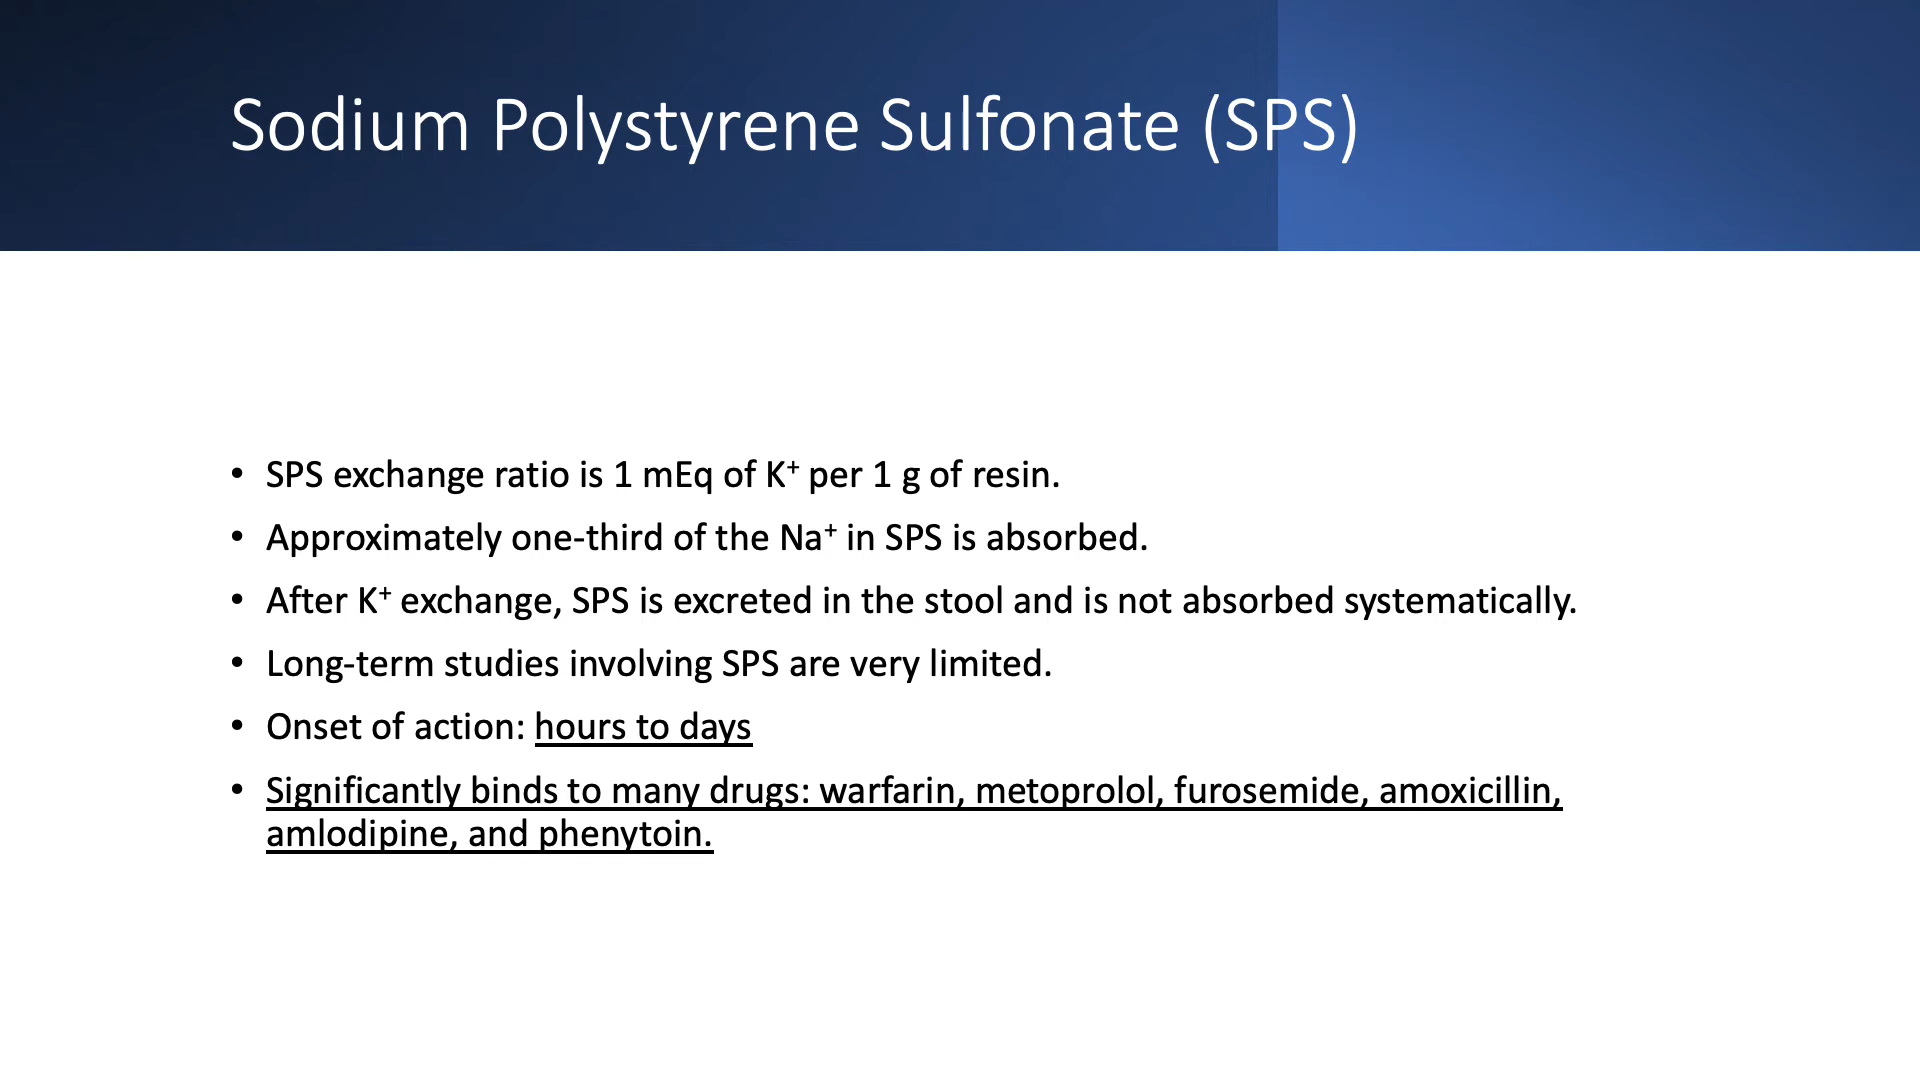 Sodium Polystyrene Sulfonate (SPS)
• SPS exchange ratio is 1 mEq of K⁺ per 1 g of resin.
• Approximately one-third of the Na⁺ in SPS is absorbed.
• After K⁺ exchange, SPS is excreted in the stool and is not absorbed systematically.
• Long-term studies involving SPS are very limited.
• Onset of action: hours to days
• Significantly binds to many drugs: warfarin, metoprolol, furosemide, amoxicillin,
amlodipine, and phenytoin.